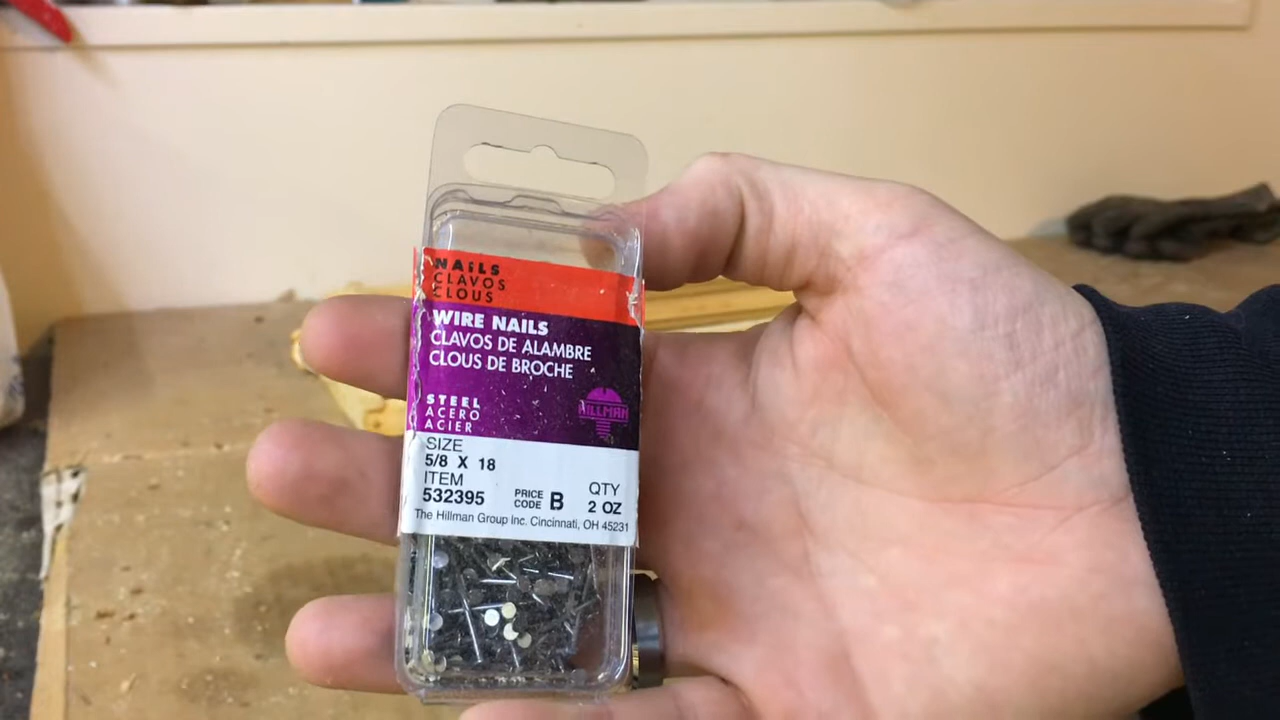 NAILS
CLAVOS
CLOUS
WIRE NAILS
CLAVOS DE ALAMBRE
CLOUS DE BROCHE
STEEL
ACERO
ACIER
HILLMAN
SIZE
5/8 X 18
ITEM
532395
PRICE CODE B
QTY
2 OZ
The Hillman Group Inc. Cincinnati, OH 45231